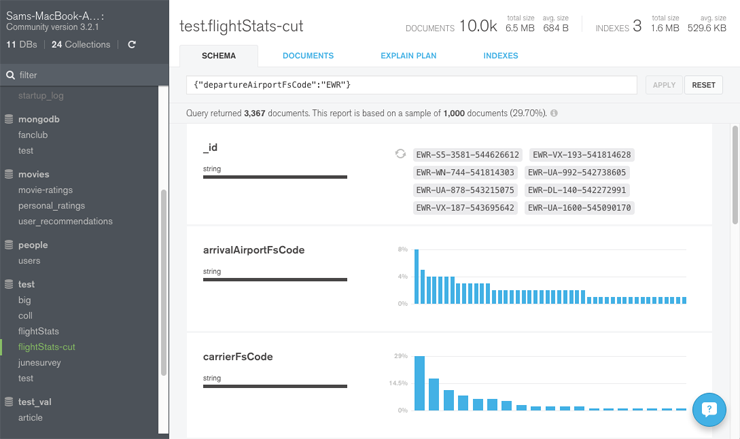 Sams-MacBook-A... :
Community version 3.2.1
11 DBs | 24 Collections
filter
startup_log
mongodb
fanclub
test
movies
movie-ratings
personal_ratings
user_recommendations
people
users
test
big
coll
flightStats
flightStats-cut
junesurvey
test
test_val
article
test.flightStats-cut
DOCUMENTS 10.0k total size 6.5 MB avg. size 684 B
INDEXES 3 total size 1.6 MB avg. size 529.6 KB
SCHEMA DOCUMENTS EXPLAIN PLAN INDEXES
{"departureAirportFsCode":"EWR"}
APPLY RESET
Query returned 3,367 documents. This report is based on a sample of 1,000 documents (29.70%).
_id
string
EWR-S5-3581-544626612 EWR-VX-193-541814628
EWR-WN-744-541814303 EWR-UA-992-542738605
EWR-UA-878-543215075 EWR-DL-140-542272991
EWR-VX-187-543695642 EWR-UA-1600-545090170
arrivalAirportFsCode
string
8%
4%
0%
carrierFsCode
string
29%
14.5%
0%